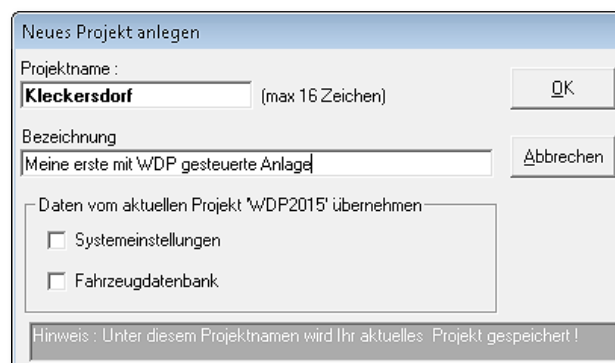 Neues Projekt anlegen
Projektname :
Kleckersdorf (max 16 Zeichen) OK
Bezeichnung
Meine erste mit WDP gesteuerte Anlage Abbrechen
Daten vom aktuellen Projekt 'WDP2015' übernehmen
Systemeinstellungen
Fahrzeugdatenbank
Hinweis : Unter diesem Projektnamen wird Ihr aktuelles Projekt gespeichert !